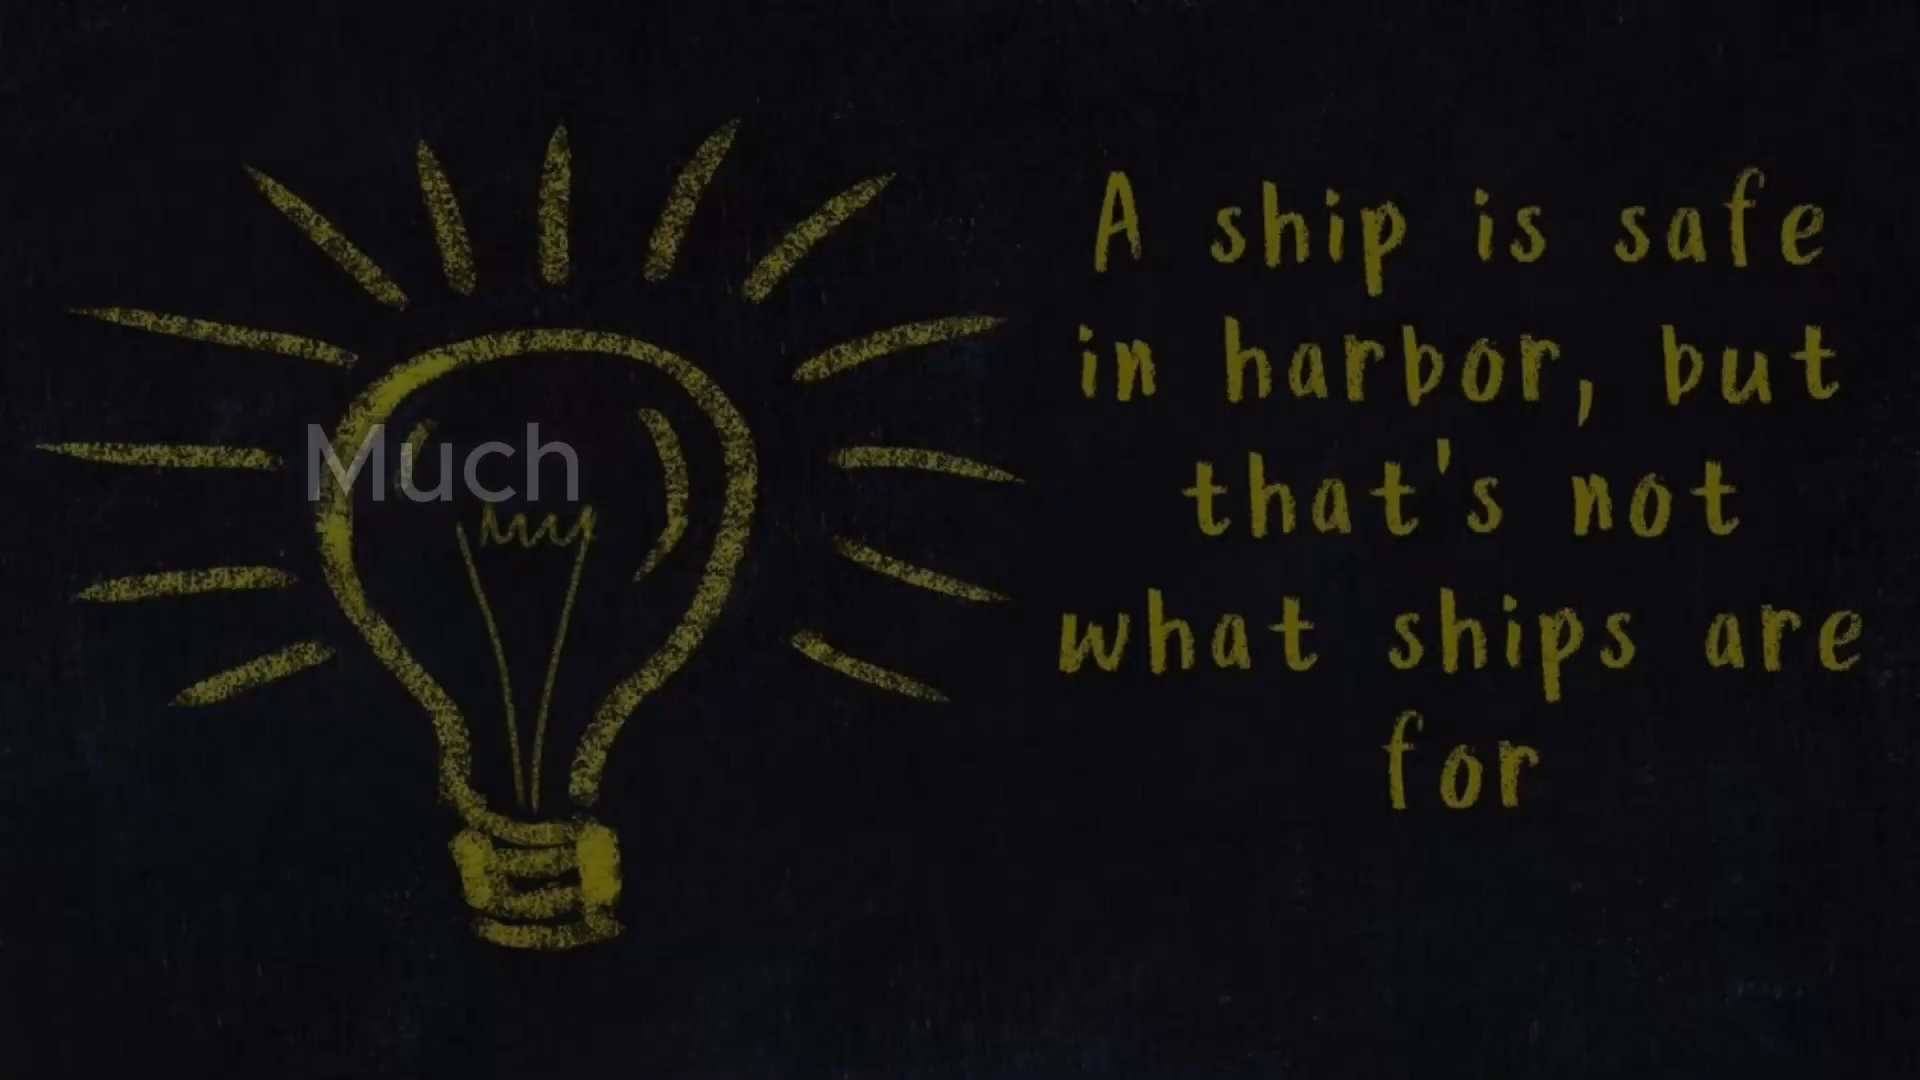 Much
A ship is safe
in harbor, but
that's not
what ships are
for